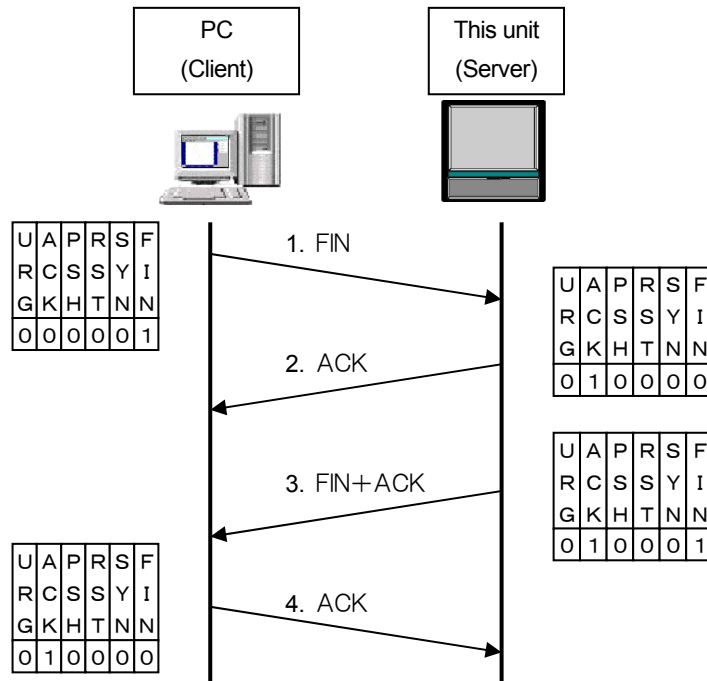 PC
(Client)
This unit
(Server)
U A P R S F
R C S S Y I
G K H T N N
0 0 0 0 0 1
1. FIN
U A P R S F
R C S S Y I
G K H T N N
0 1 0 0 0 0
2. ACK
U A P R S F
R C S S Y I
G K H T N N
0 1 0 0 0 1
3. FIN＋ACK
U A P R S F
R C S S Y I
G K H T N N
0 1 0 0 0 0
4. ACK